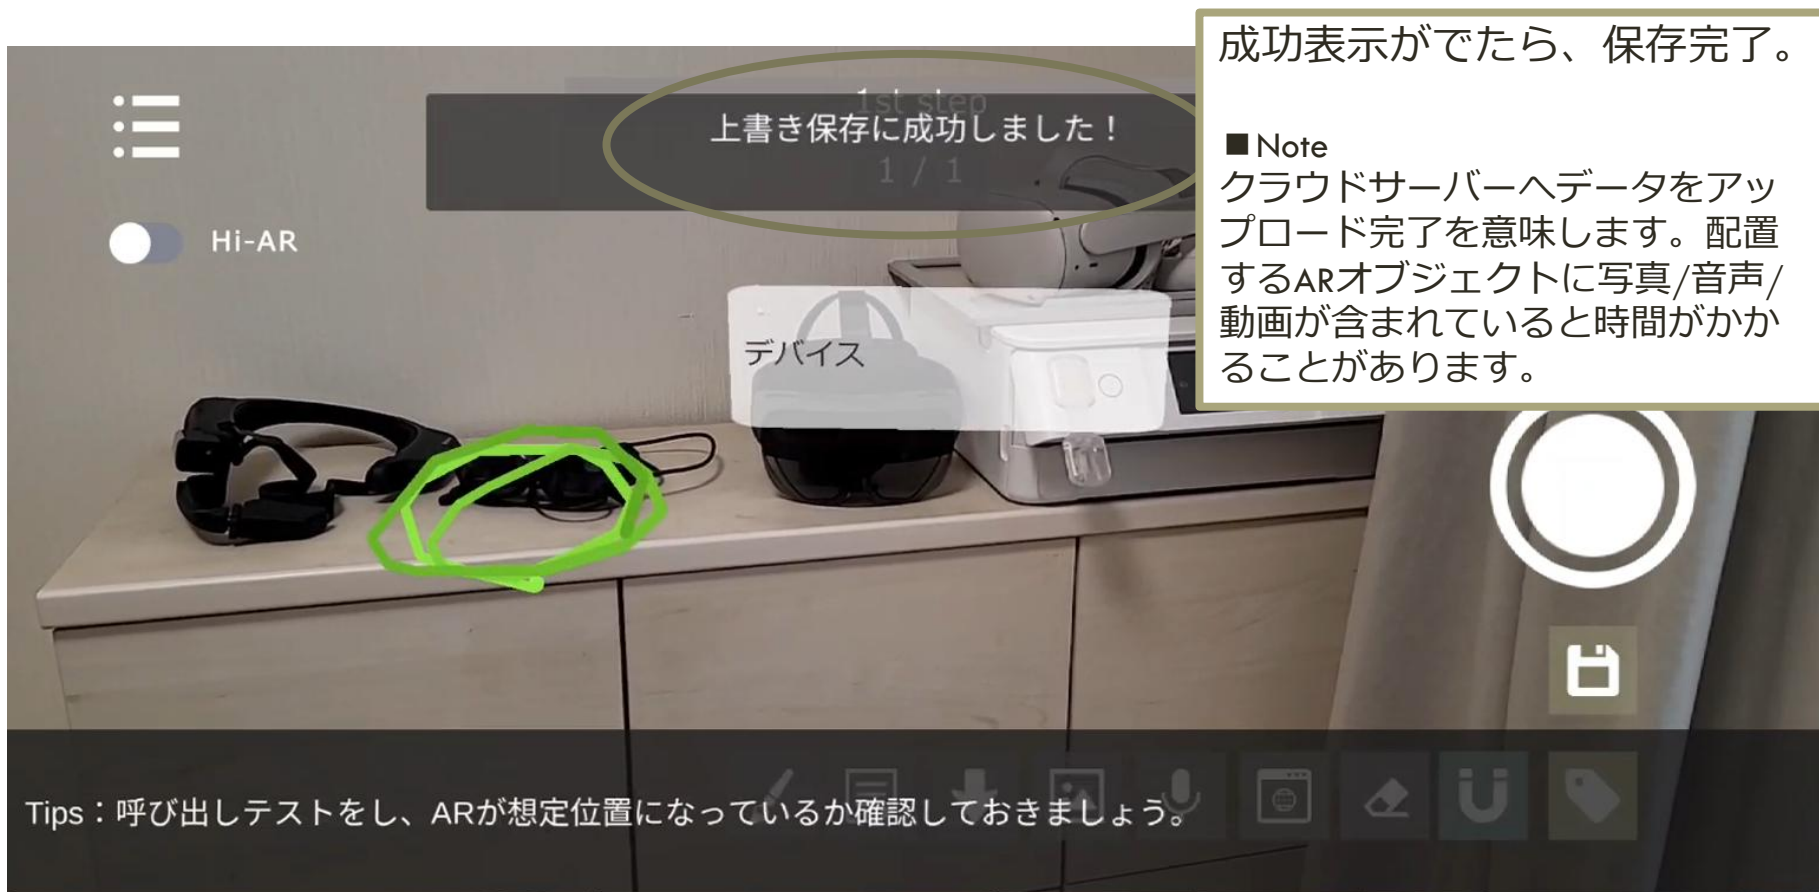 成功表示がでたら、保存完了。
■Note
クラウドサーバーへデータをアッ
プロード完了を意味します。配置
するARオブジェクトに写真/音声/
動画が含まれていると時間がかか
ることがあります。
1st step
上書き保存に成功しました！
1 / 1
Hi-AR
デバイス
Tips：呼び出しテストをし、ARが想定位置になっているか確認しておきましょう。